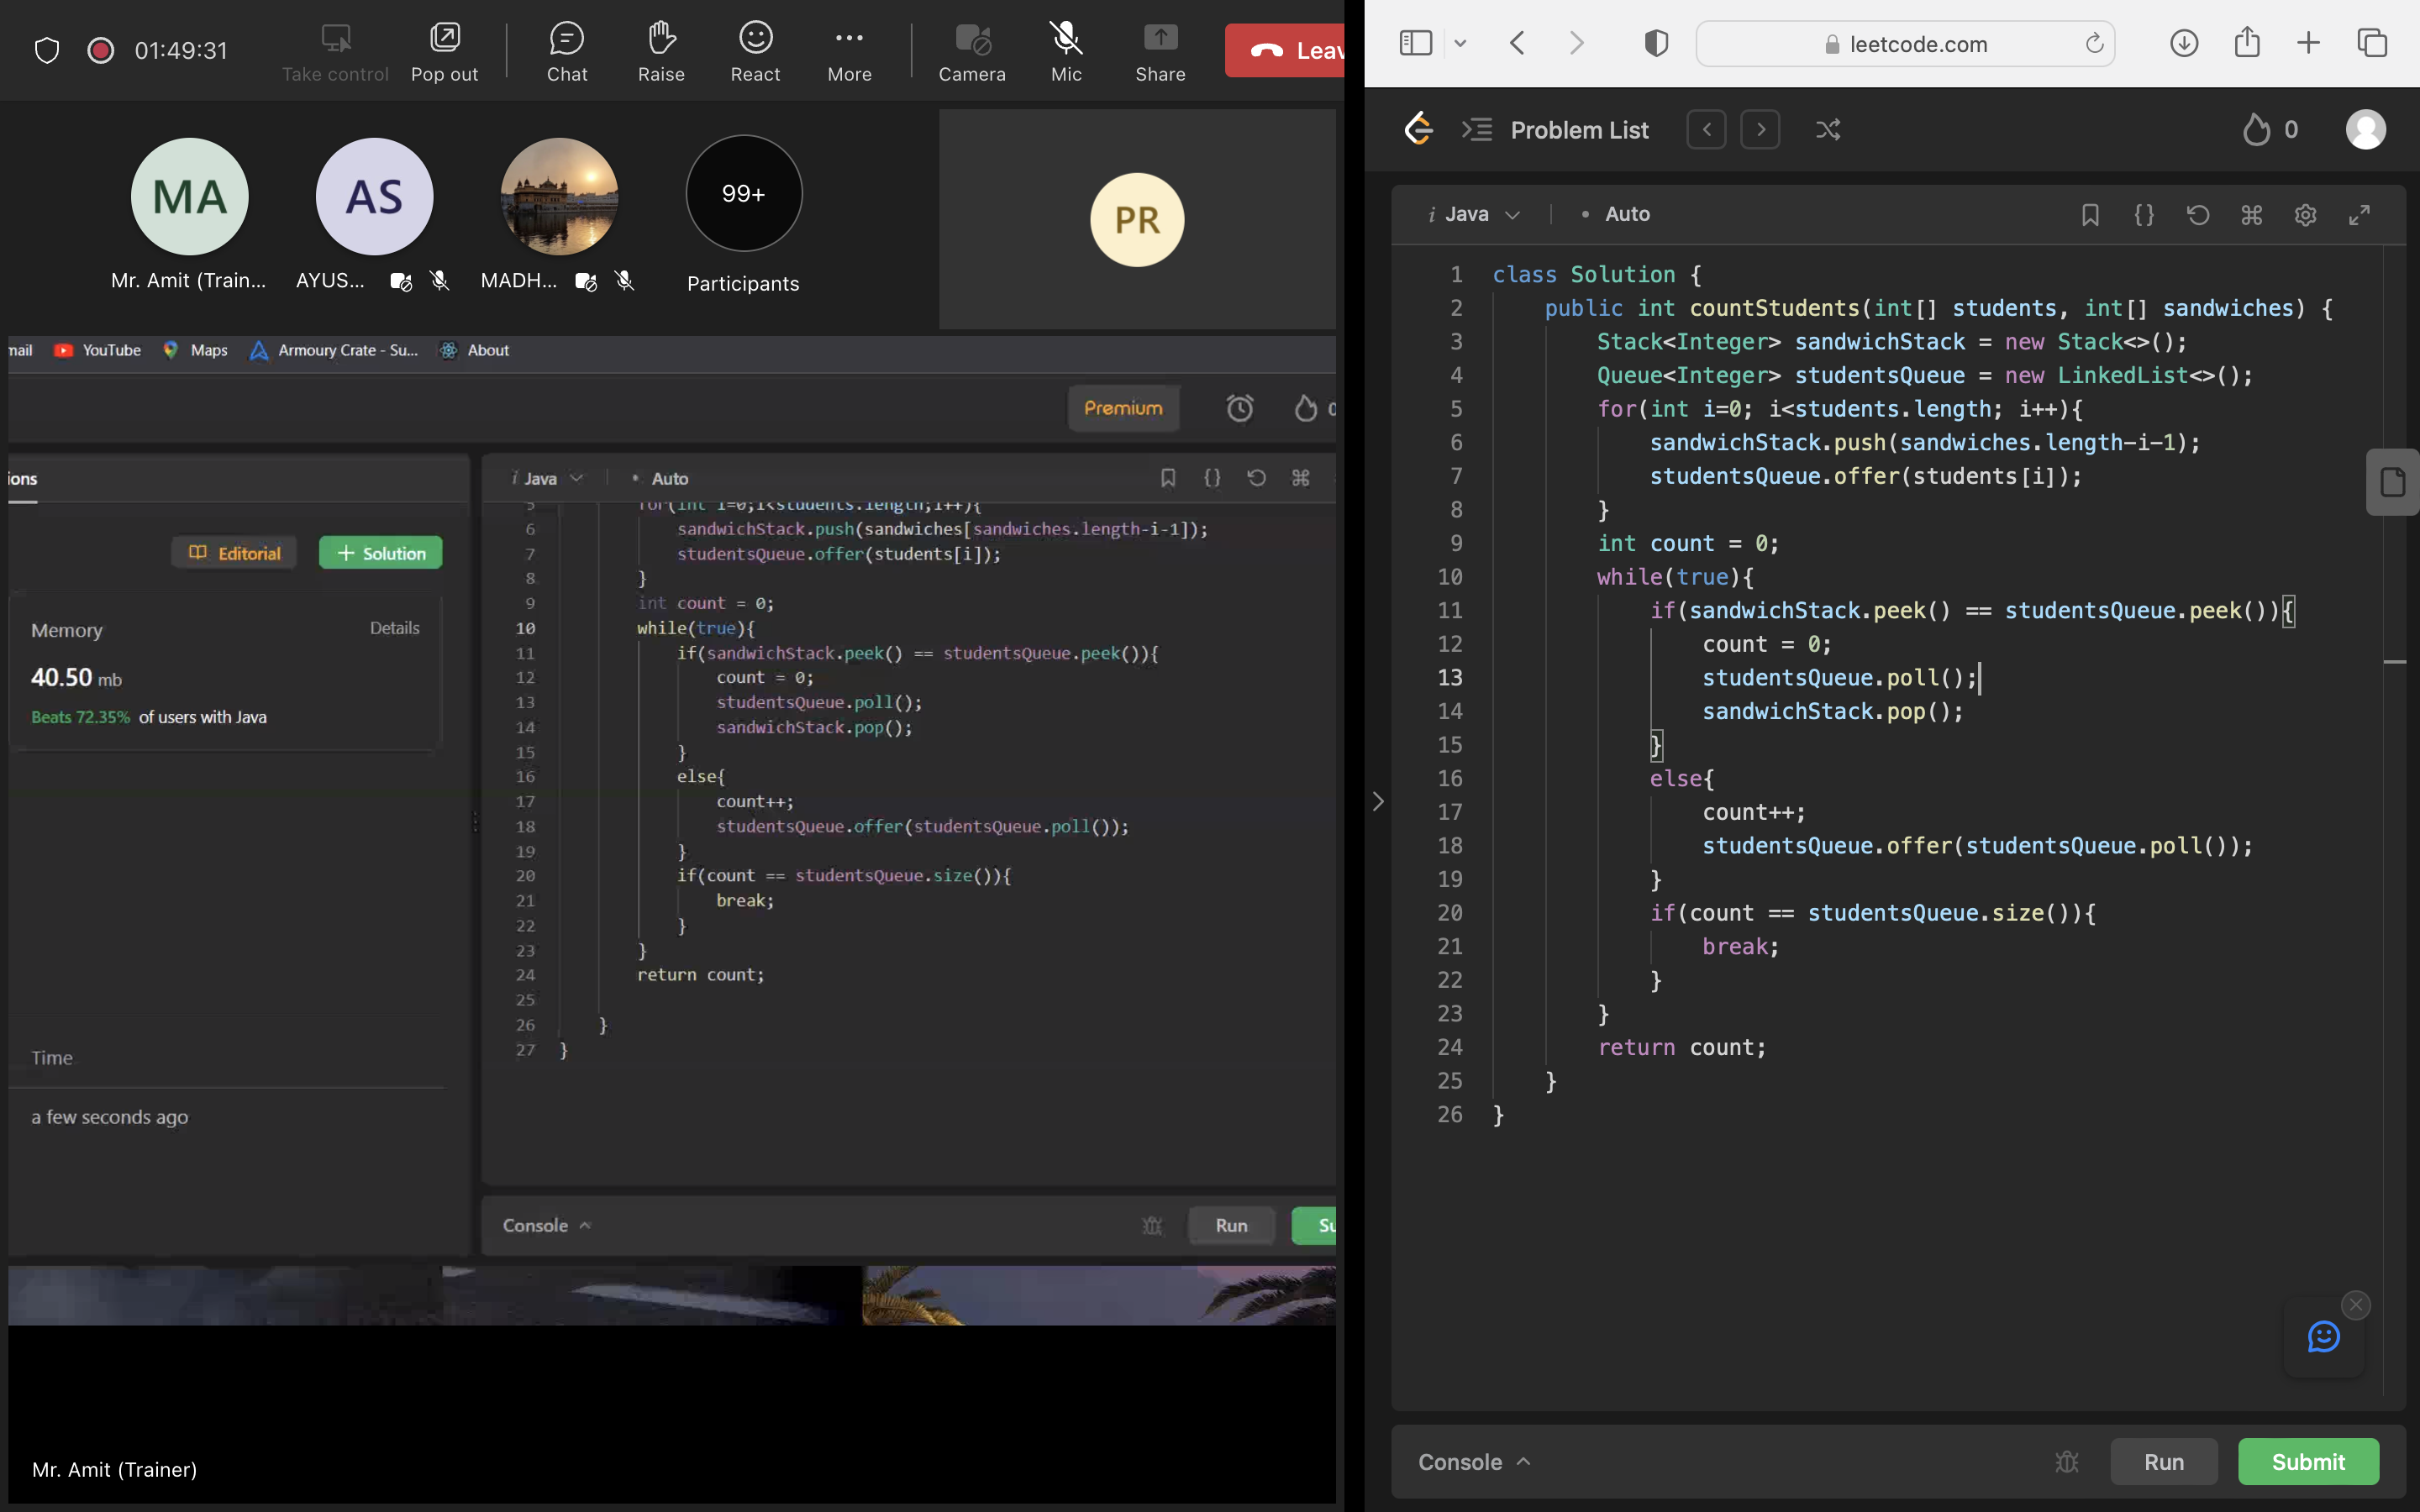 01:49:31
Take control
Pop out
Chat
Raise
React
More
Camera
Mic
Share
MA
AS
99+
PR
Mr. Amit (Train...
AYUS...
MADH...
Participants
YouTube
Maps
Armoury Crate - Su...
About
Premium
Java
Auto
Editorial
+ Solution
Memory
Details
40.50 mb
Beats 72.35% of users with Java
Time
a few seconds ago
5 for(int i=0;i<students.length;i++){
6 sandwichStack.push(sandwiches[sandwiches.length-i-1]);
7 studentsQueue.offer(students[i]);
8 }
9 int count = 0;
10 while(true){
11 if(sandwichStack.peek() == studentsQueue.peek()){
12 count = 0;
13 studentsQueue.poll();
14 sandwichStack.pop();
15 }
16 else{
17 count++;
18 studentsQueue.offer(studentsQueue.poll());
19 }
20 if(count == studentsQueue.size()){
21 break;
22 }
23 }
24 return count;
25
26 }
27 }
Console
Run
Mr. Amit (Trainer)
leetcode.com
Problem List
0
Java
Auto
1 class Solution {
2 public int countStudents(int[] students, int[] sandwiches) {
3 Stack<Integer> sandwichStack = new Stack<>();
4 Queue<Integer> studentsQueue = new LinkedList<>();
5 for(int i=0; i<students.length; i++){
6 sandwichStack.push(sandwiches.length-i-1);
7 studentsQueue.offer(students[i]);
8 }
9 int count = 0;
10 while(true){
11 if(sandwichStack.peek() == studentsQueue.peek()){
12 count = 0;
13 studentsQueue.poll();
14 sandwichStack.pop();
15 }
16 else{
17 count++;
18 studentsQueue.offer(studentsQueue.poll());
19 }
20 if(count == studentsQueue.size()){
21 break;
22 }
23 }
24 return count;
25 }
26 }
Console
Run
Submit